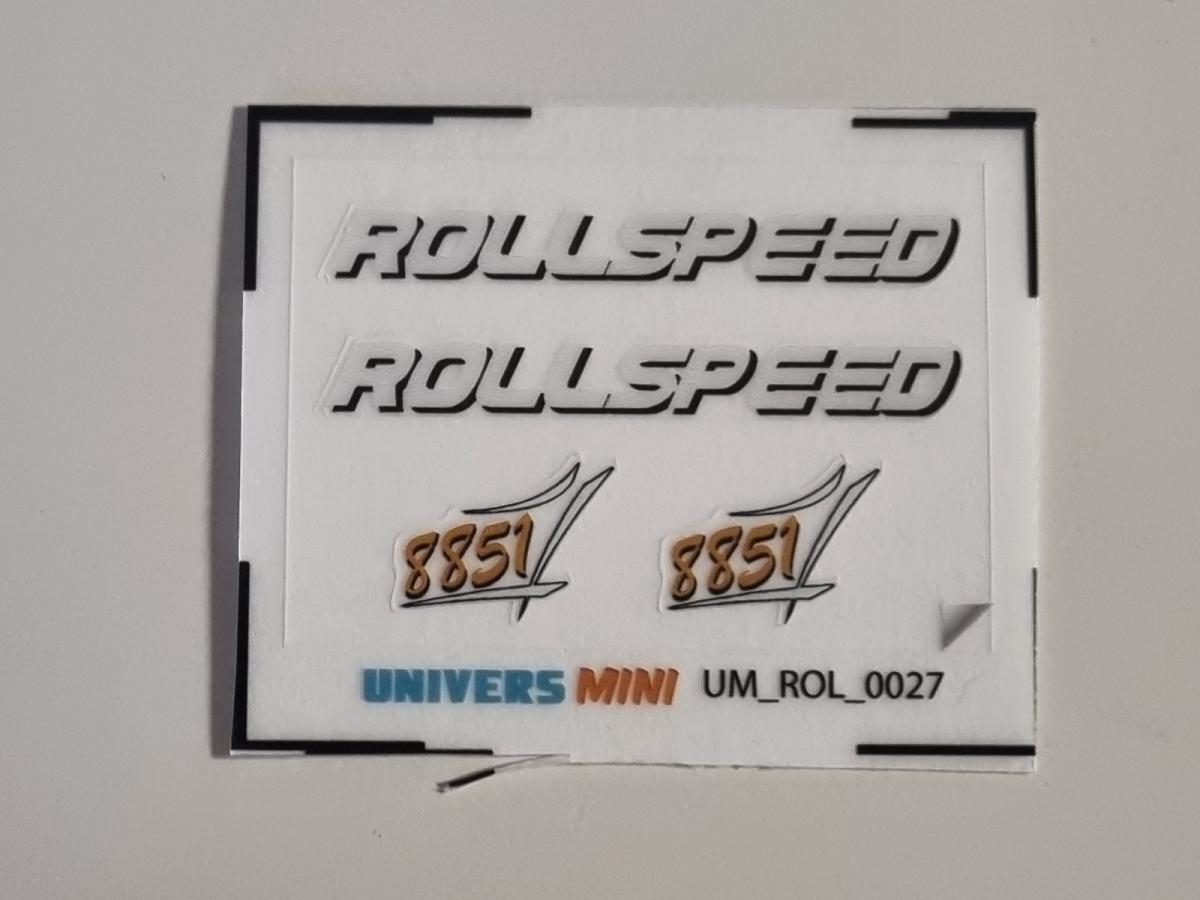 ROLLSPEED
ROLLSPEED
8851 8851
UNIVERS MINI UM_ROL_0027